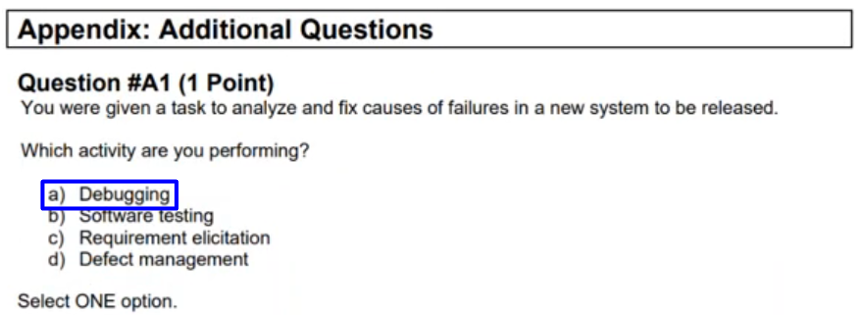 Appendix: Additional Questions
Question #A1 (1 Point)
You were given a task to analyze and fix causes of failures in a new system to be released.
Which activity are you performing?
a) Debugging
b) Software testing
c) Requirement elicitation
d) Defect management
Select ONE option.